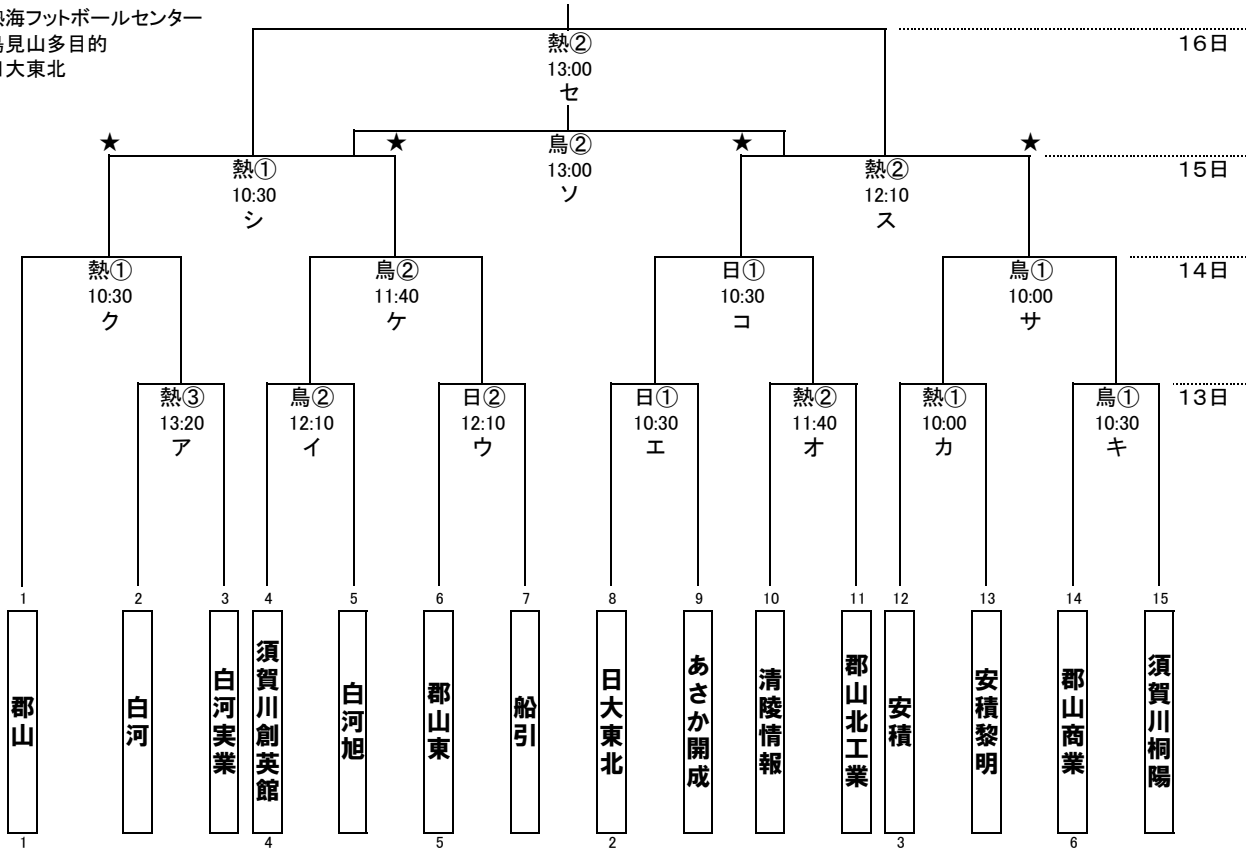 海フットボールセンター
見山多目的
大東北
熱②
13:00
セ
16日
★
★
★
★
鳥②
13:00
ソ
熱①
10:30
シ
熱②
12:10
ス
15日
熱①
10:30
ク
鳥②
11:40
ケ
日①
10:30
コ
鳥①
10:00
サ
14日
熱③
13:20
ア
鳥②
12:10
イ
日②
12:10
ウ
日①
10:30
エ
熱②
11:40
オ
熱①
10:00
カ
鳥①
10:30
キ
13日
1
2
3
4
5
6
7
8
9
10
11
12
13
14
15
郡山
白河
白河実業
須賀川創英館
白河旭
郡山東
船引
日大東北
あさか開成
清陵情報
郡山北工業
安積
安積黎明
郡山商業
須賀川桐陽
1
4
5
2
3
6